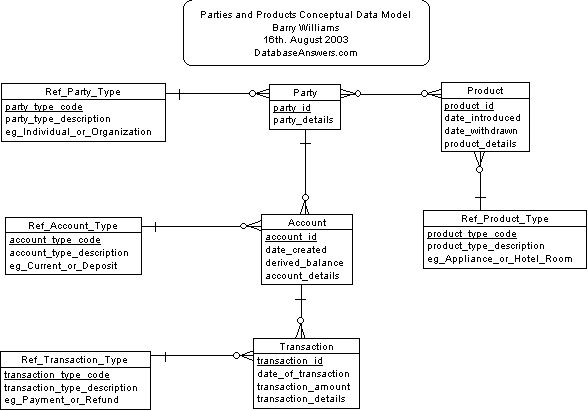 Parties and Products Conceptual Data Model
Barry Williams
16th. August 2003
DatabaseAnswers.com
Ref_Party_Type
party_type_code
party_type_description
eg_Individual_or_Organization
Party
party_id
party_details
Product
product_id
date_introduced
date_withdrawn
product_details
Ref_Account_Type
account_type_code
account_type_description
eg_Current_or_Deposit
Account
account_id
date_created
derived_balance
account_details
Ref_Product_Type
product_type_code
product_type_description
eg_Appliance_or_Hotel_Room
Ref_Transaction_Type
transaction_type_code
transaction_type_description
eg_Payment_or_Refund
Transaction
transaction_id
date_of_transaction
transaction_amount
transaction_details